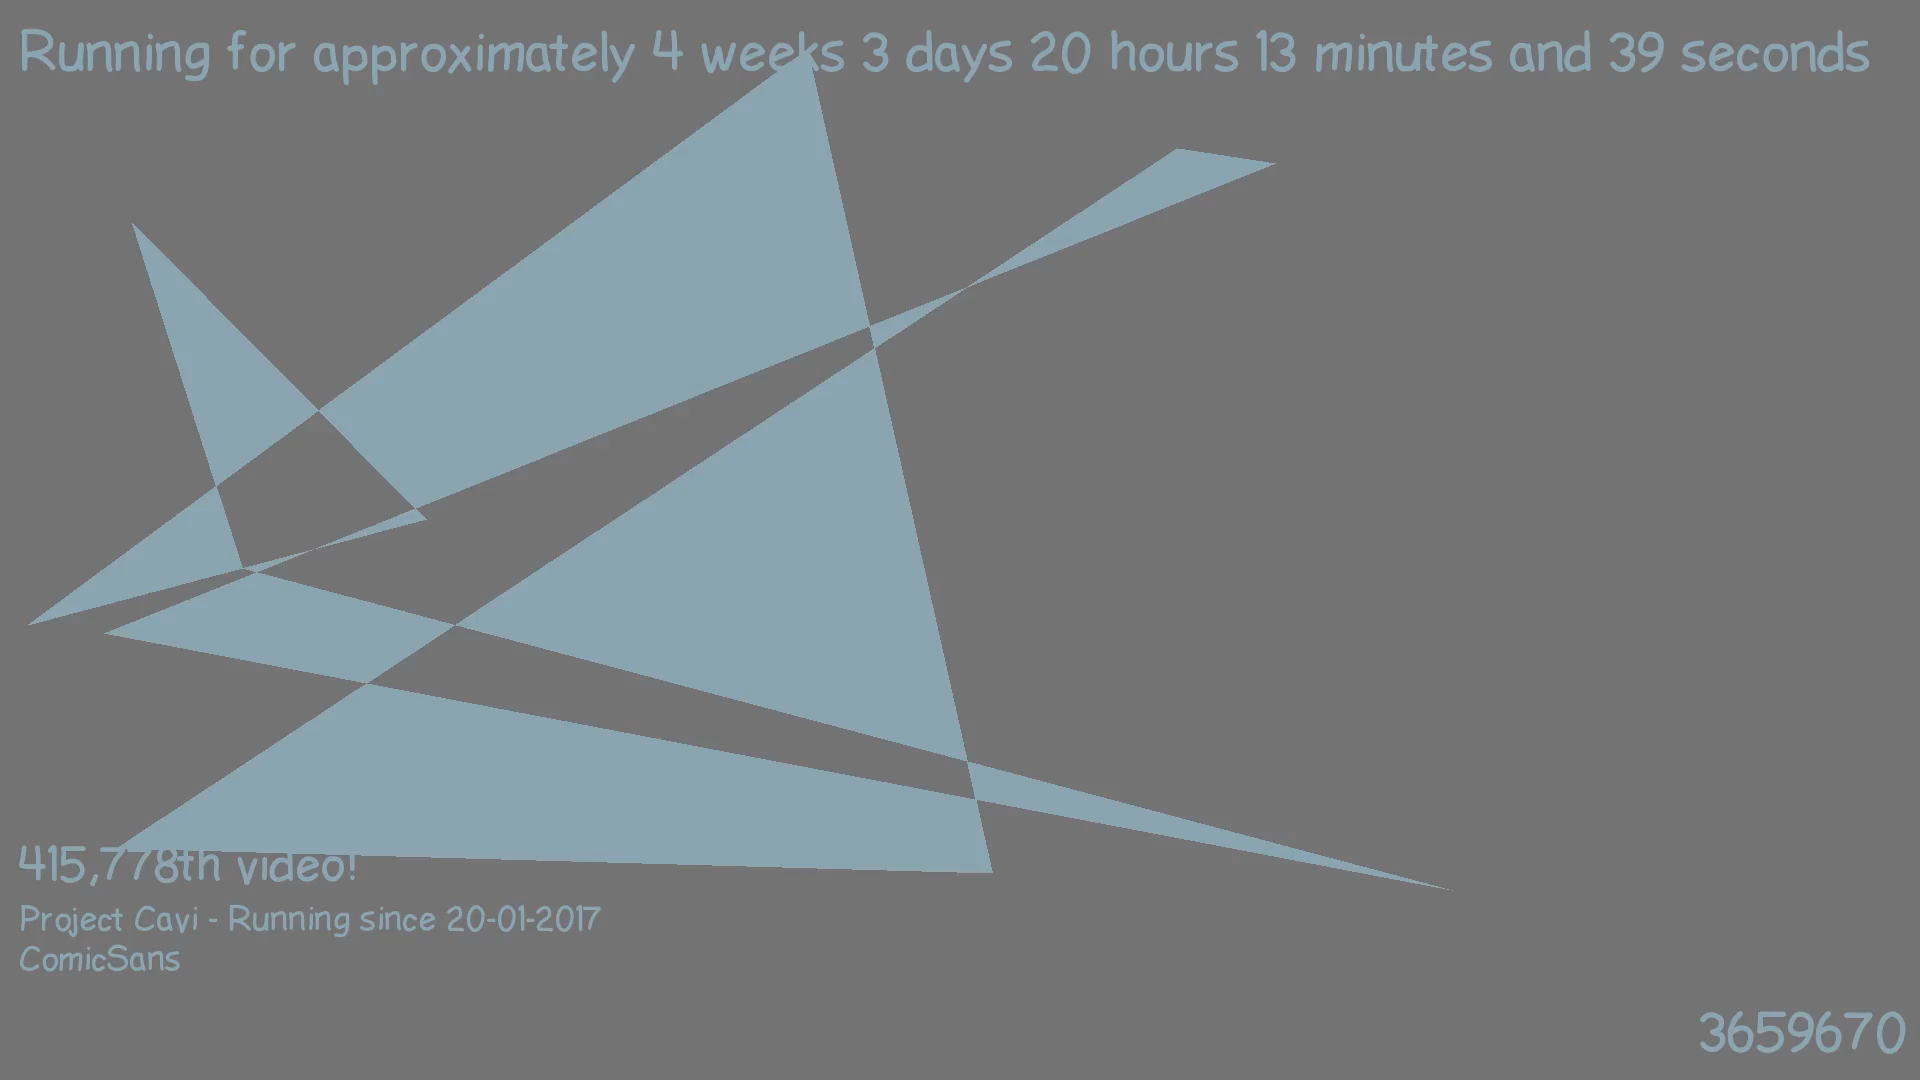 Running for approximately 4 weeks 3 days 20 hours 13 minutes and 39 seconds
415,778th video!
Project Cavi - Running since 20-01-2017
ComicSans
3659670